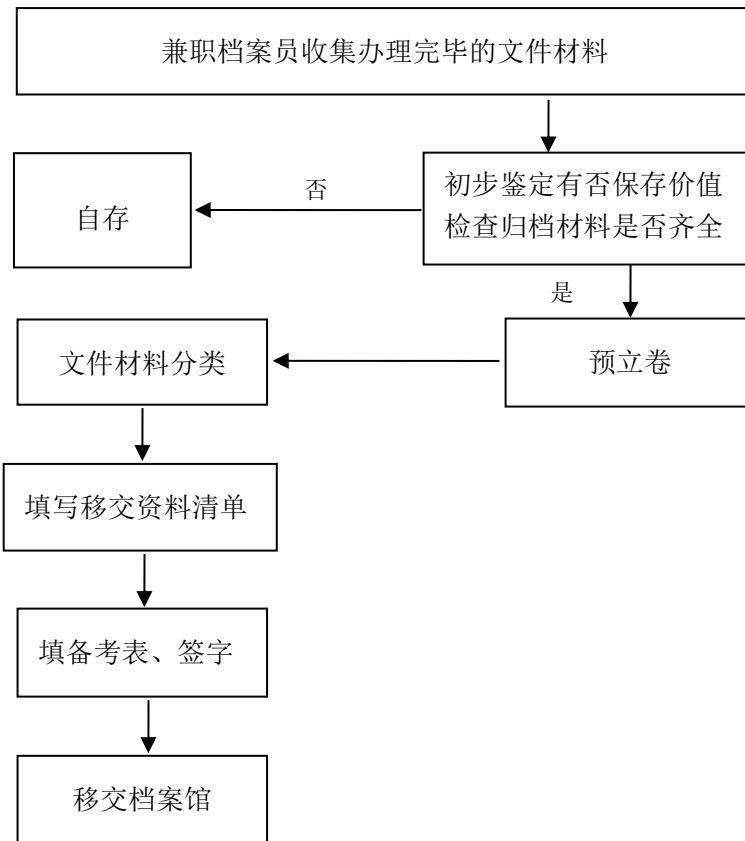 兼职档案员收集办理完毕的文件材料
初步鉴定有否保存价值
检查归档材料是否齐全
否
自存
是
预立卷
文件材料分类
填写移交资料清单
填备考表、签字
移交档案馆